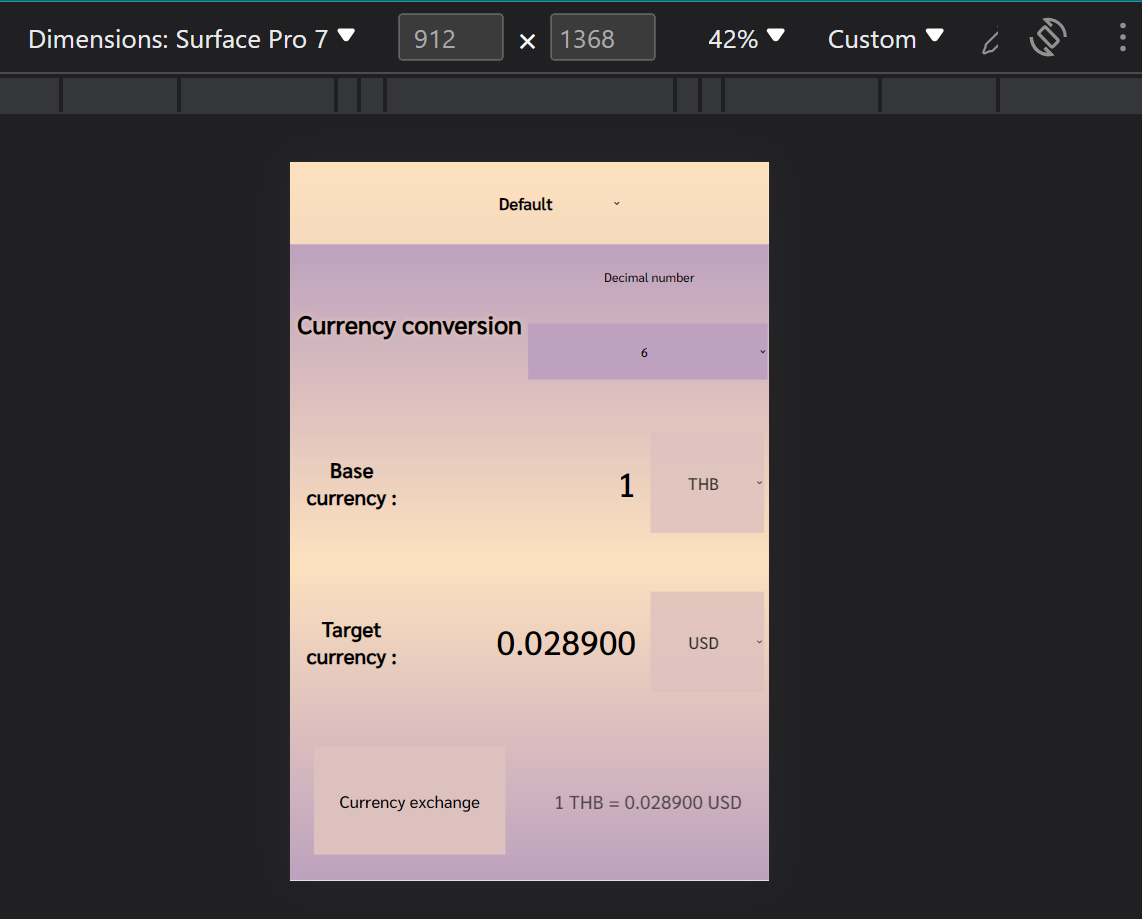 Dimensions: Surface Pro 7 912 × 1368 42% Custom
Default
Decimal number
Currency conversion
6
Base
currency :
1 THB
Target
currency :
0.028900 USD
Currency exchange 1 THB = 0.028900 USD